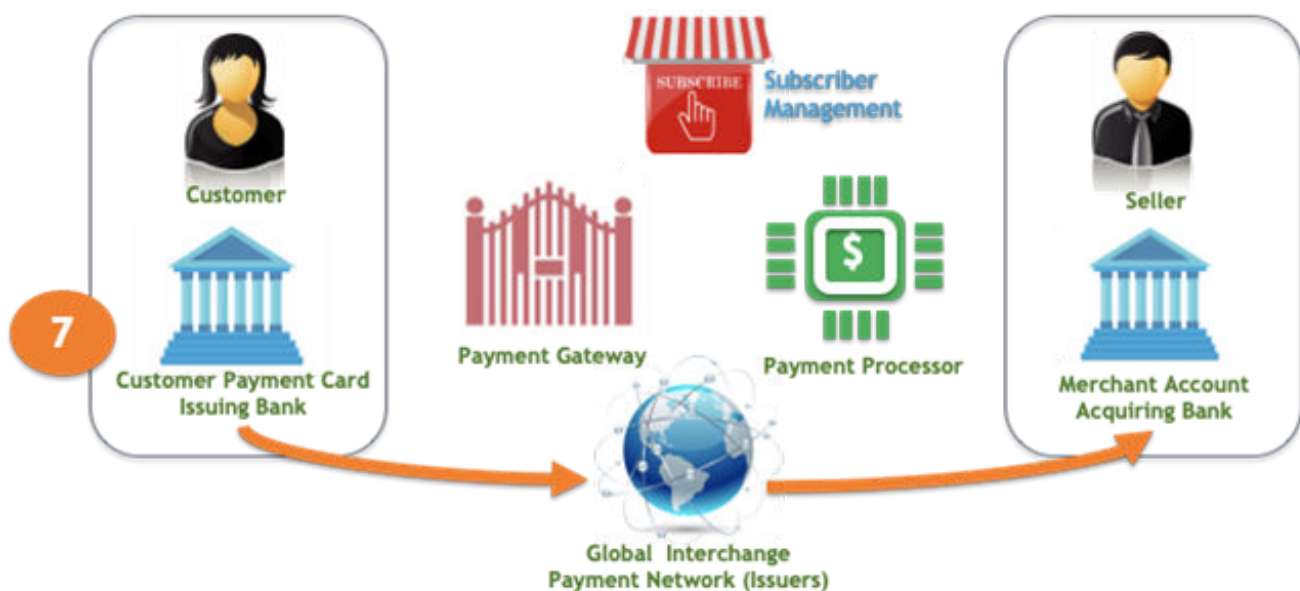 SUBSCRIBE
Subscriber
Management
Customer
Seller
$
7
Payment Gateway
Payment Processor
Customer Payment Card
Issuing Bank
Merchant Account
Acquiring Bank
Global Interchange
Payment Network (Issuers)